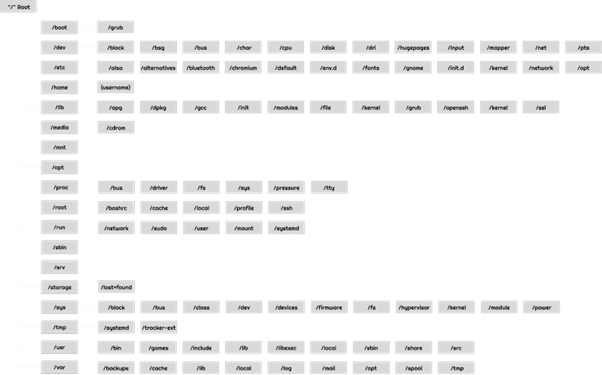 "/" Root
/boot /grub
/dev /block /bsg /bus /char /cpu /disk /dri /hugepages /input /mapper /net /pts
/etc /alsa /alternatives /bluetooth /chromium /default /env.d /fonts /gnome /init.d /kernel /network /opt
/home (username)
/lib /apg /dpkg /gcc /init /modules /file /kernel /grub /openssh /kernel /ssl
/media /cdrom
/mnt
/opt
/proc /bus /driver /fs /sys /pressure /tty
/root /bashrc /cache /local /profile /ssh
/run /network /sudo /user /mount /systemd
/sbin
/srv
/storage /lost+found
/sys /block /bus /class /dev /devices /firmware /fs /hypervisor /kernel /module /power
/tmp /systemd /tracker-ext
/usr /bin /games /include /lib /libexec /local /sbin /share /src
/var /backups /cache /lib /local /log /mail /opt /spool /tmp